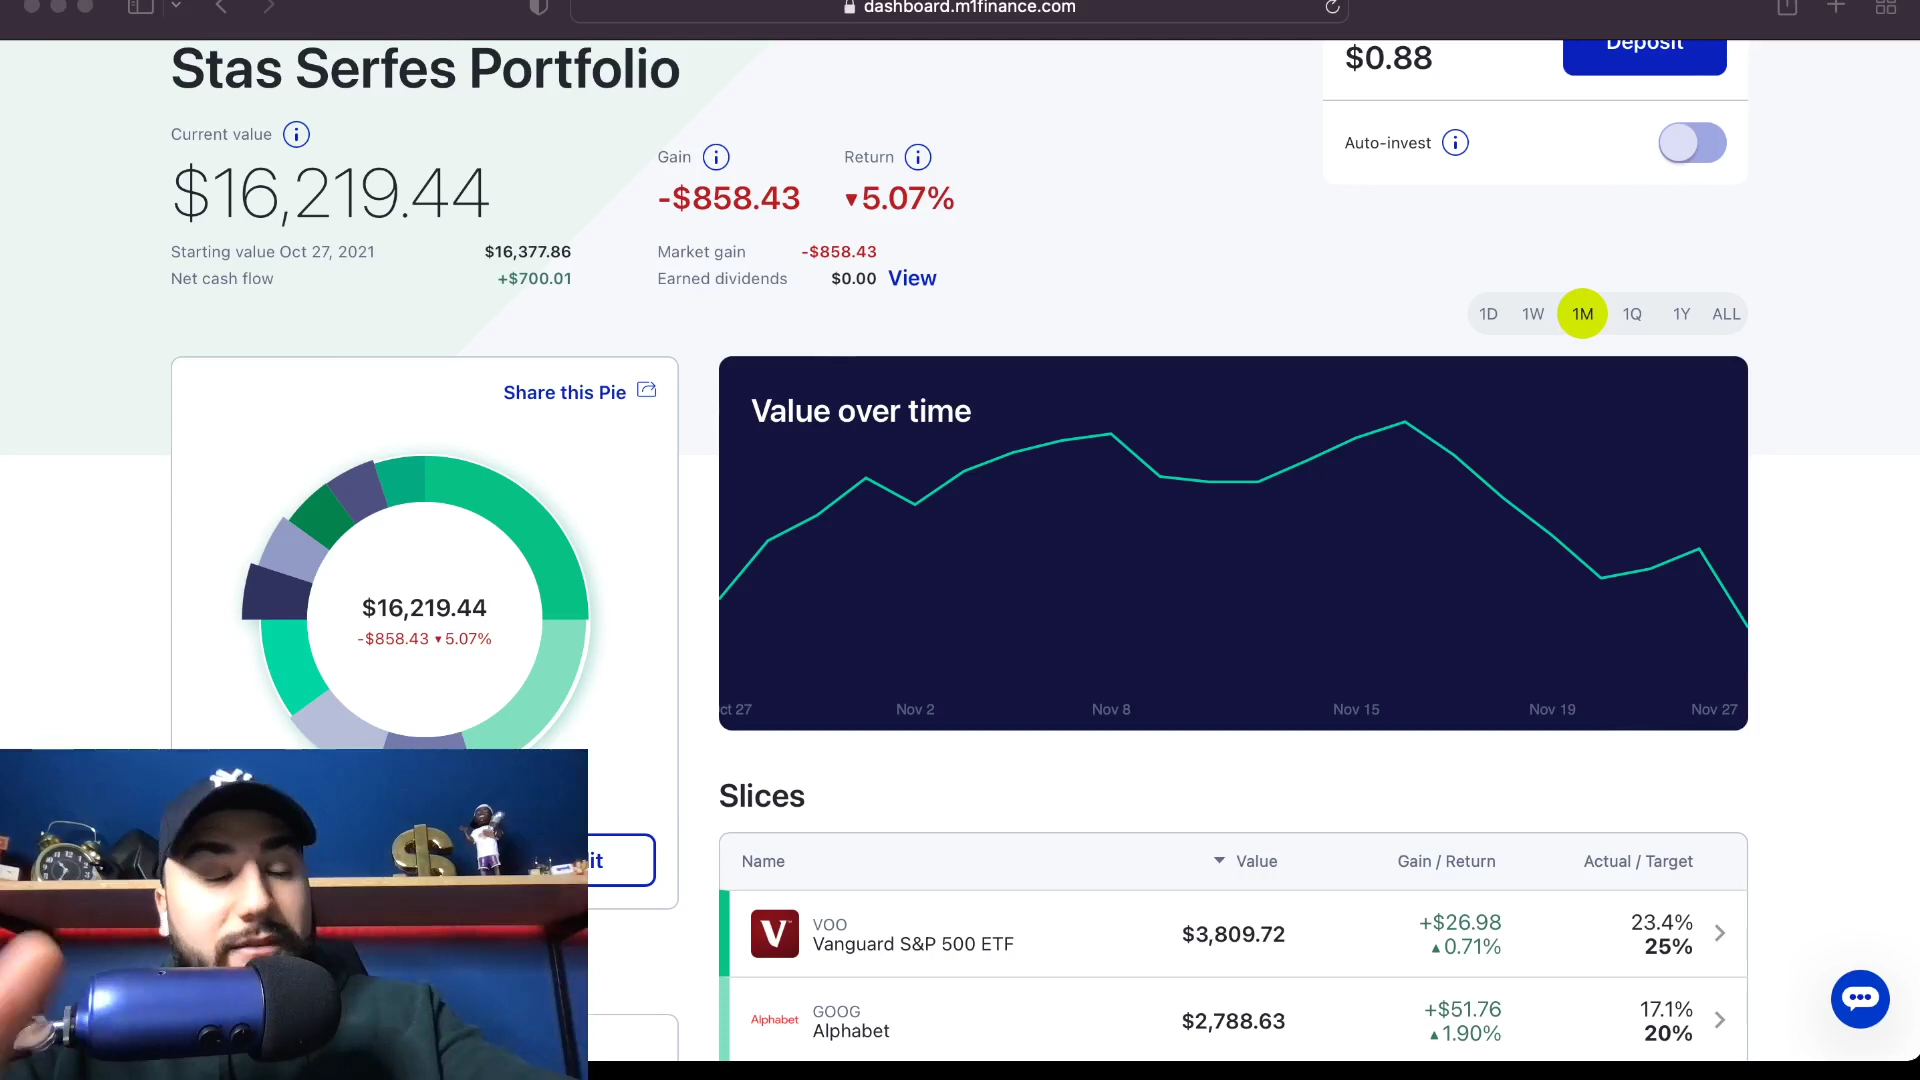 dashboard.m1finance.com
Stas Serfes Portfolio
$0.88
Deposit
Current value
$16,219.44
Gain
-$858.43
Return
▼5.07%
Auto-invest
Starting value Oct 27, 2021 $16,377.86
Net cash flow +$700.01
Market gain -$858.43
Earned dividends $0.00 View
1D 1W 1M 1Q 1Y ALL
Share this Pie
$16,219.44
-$858.43 ▼5.07%
Value over time
ct 27 Nov 2 Nov 8 Nov 15 Nov 19 Nov 27
it
Slices
Name ▼ Value Gain / Return Actual / Target
V
VOO
Vanguard S&P 500 ETF
$3,809.72
+$26.98
▲0.71%
23.4%
25%
Alphabet
GOOG
Alphabet
$2,788.63
+$51.76
▲1.90%
17.1%
20%